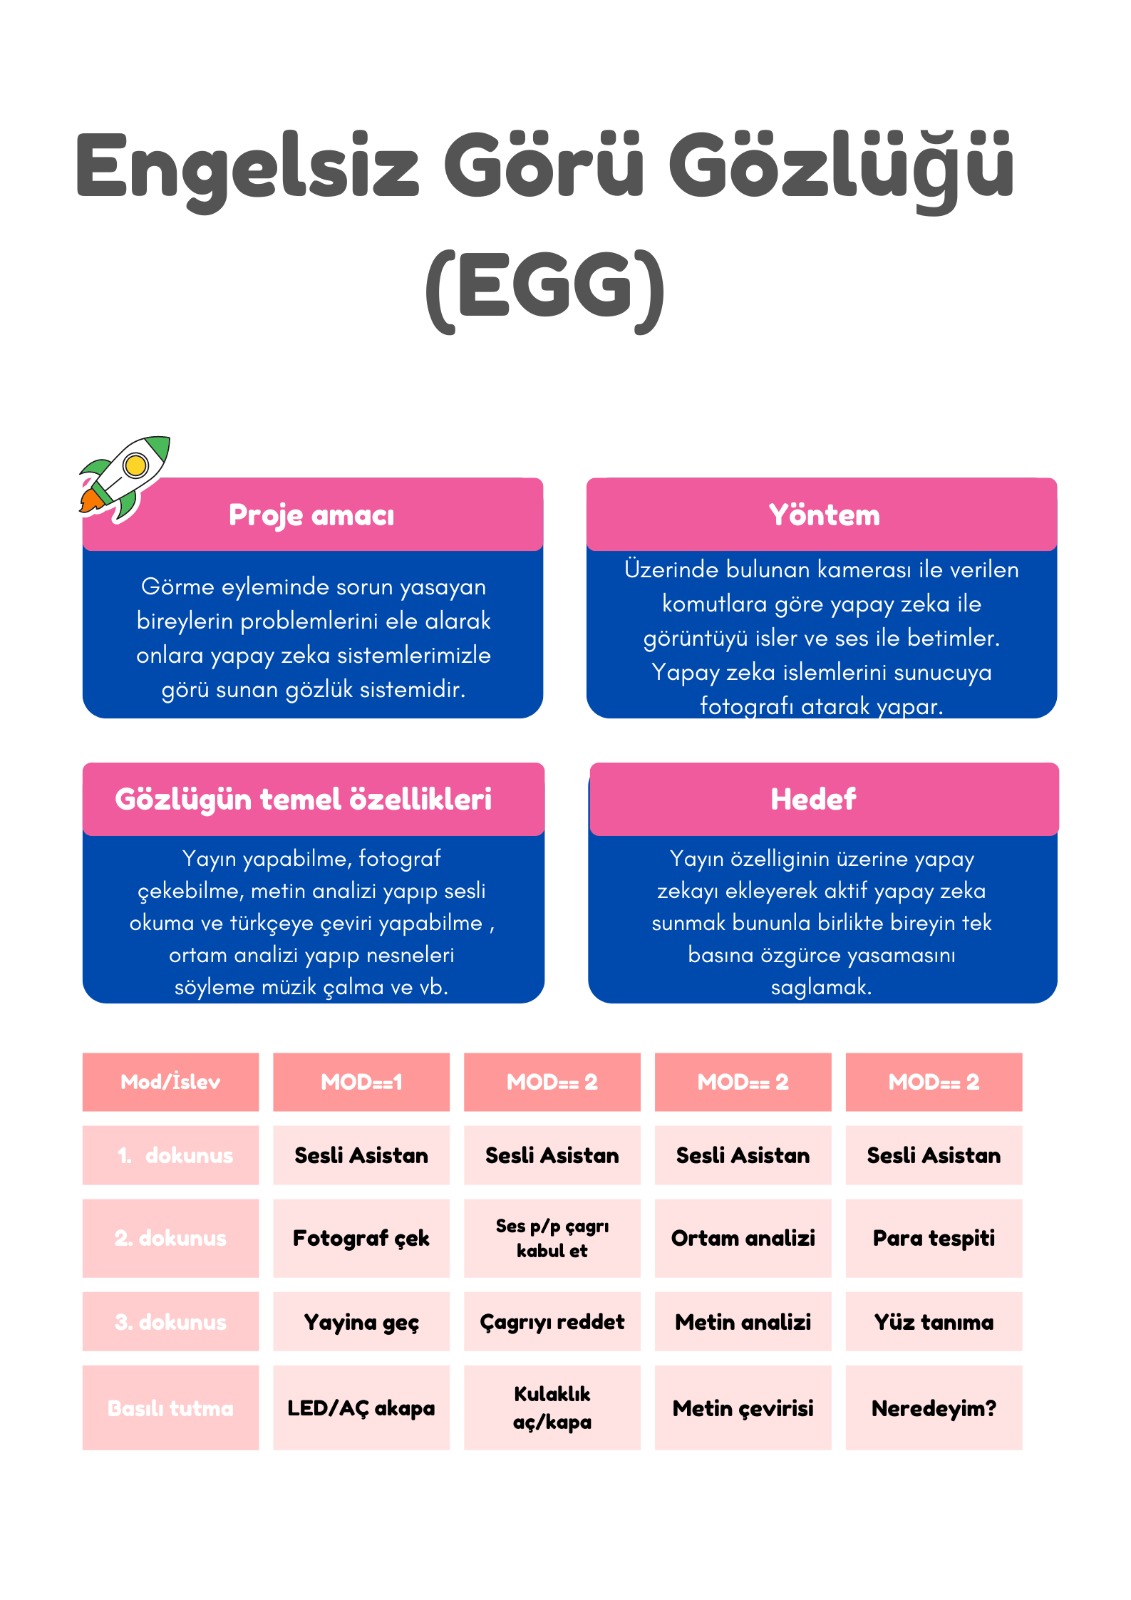 Engelsiz Görü Gözlüğü
(EGG)
Proje amacı
Görme eyleminde sorun yasayan
bireylerin problemlerini ele alarak
onlara yapay zeka sistemlerimizle
görü sunan gözlük sistemidir.
Yöntem
Üzerinde bulunan kamerası ile verilen
komutlara göre yapay zeka ile
görüntüyü isler ve ses ile betimler.
Yapay zeka islemlerini sunucuya
fotografı atarak yapar.
Gözlügün temel özellikleri
Yayın yapabilme, fotograf
çekebilme, metin analizi yapıp sesli
okuma ve türkçeye çeviri yapabilme ,
ortam analizi yapıp nesneleri
söyleme müzik çalma ve vb.
Hedef
Yayın özelliginin üzerine yapay
zekayı ekleyerek aktif yapay zeka
sunmak bununla birlikte bireyin tek
basına özgürce yasamasını
saglamak.
Mod/İslev MOD==1 MOD== 2 MOD== 2 MOD== 2
1. dokunus Sesli Asistan Sesli Asistan Sesli Asistan Sesli Asistan
2. dokunus Fotograf çek Ses p/p çagrı kabul et Ortam analizi Para tespiti
3. dokunus Yayina geç Çagrıyı reddet Metin analizi Yüz tanıma
Basılı tutma LED/AÇ akapa Kulaklık aç/kapa Metin çevirisi Neredeyim?